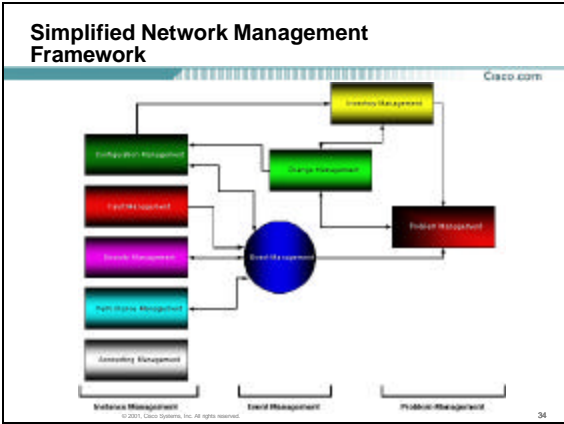 Simplified Network Management
Framework
Cisco.com
Inventory Management
Configuration Management
Change Management
Fault Management
Problem Management
Security Management
Event Management
Performance Management
Accounting Management
Instance Management
Event Management
Problem Management
© 2001, Cisco Systems, Inc. All rights reserved.
34